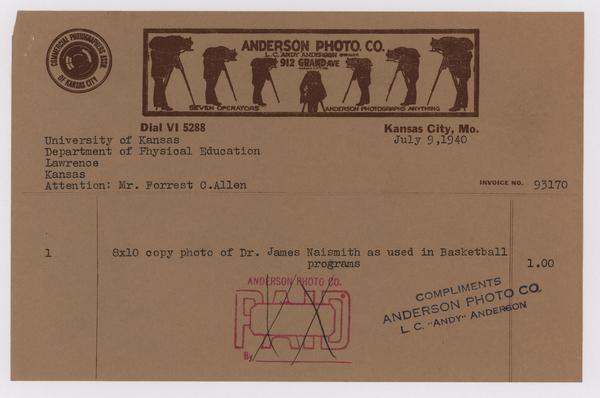 COMMERCIAL PHOTOGRAPHERS ASSN
OF KANSAS CITY
ANDERSON PHOTO. CO.
L.C. "ANDY" ANDERSON
912 GRAND AVE
SEVEN OPERATORS
ANDERSON PHOTOGRAPHS ANYTHING
Dial VI 5288
Kansas City, Mo.
University of Kansas
July 9,1940
Department of Physical Education
Lawrence
Kansas
Attention: Mr. Forrest C.Allen
INVOICE NO. 93170
1 8x10 copy photo of Dr. James Naismith as used in Basketball
programs 1.00
ANDERSON PHOTO CO.
PAID
By
COMPLIMENTS
ANDERSON PHOTO CO.
L. C. "ANDY" ANDERSON